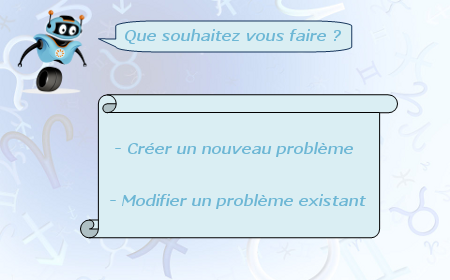 Que souhaitez vous faire ?
- Créer un nouveau problème
- Modifier un problème existant